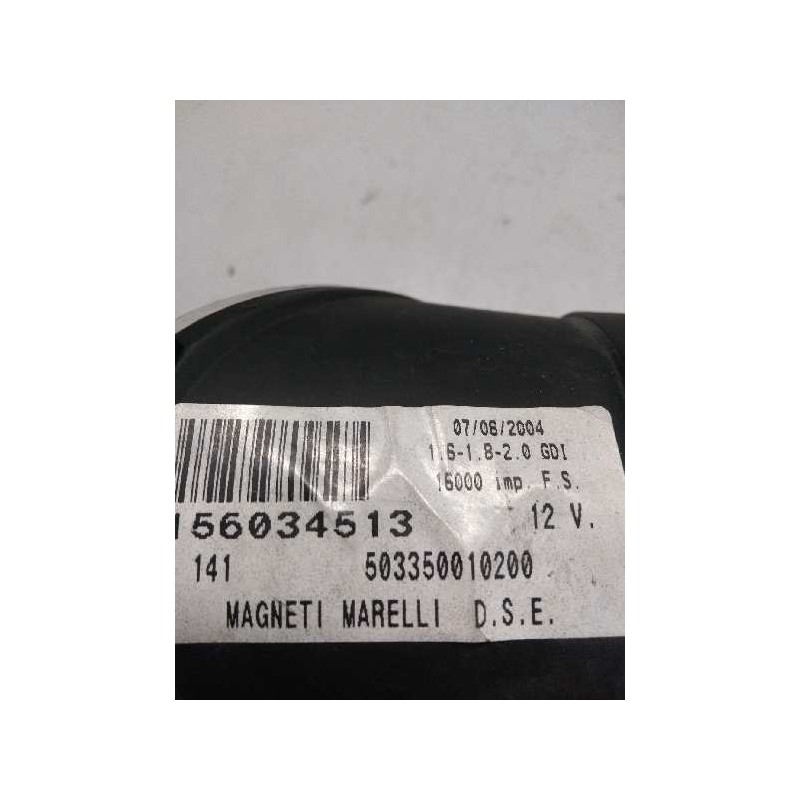 07/06/2004
1.6-1.8-2.0 GDI
16000 imp. F.S.
156034513 12 V.
141 503350010200
MAGNETI MARELLI D.S.E.